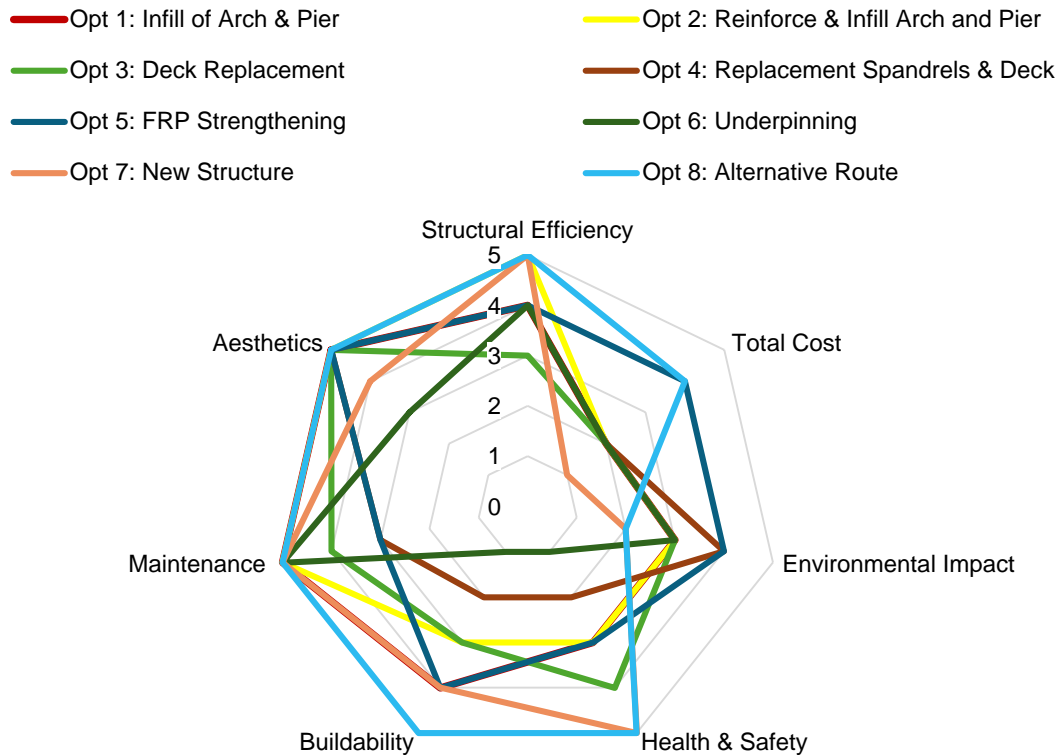 Opt 1: Infill of Arch & Pier
Opt 2: Reinforce & Infill Arch and Pier
Opt 3: Deck Replacement
Opt 4: Replacement Spandrels & Deck
Opt 5: FRP Strengthening
Opt 6: Underpinning
Opt 7: New Structure
Opt 8: Alternative Route
Structural Efficiency
5
4
Aesthetics
Total Cost
3
2
1
0
Maintenance
Environmental Impact
Buildability
Health & Safety